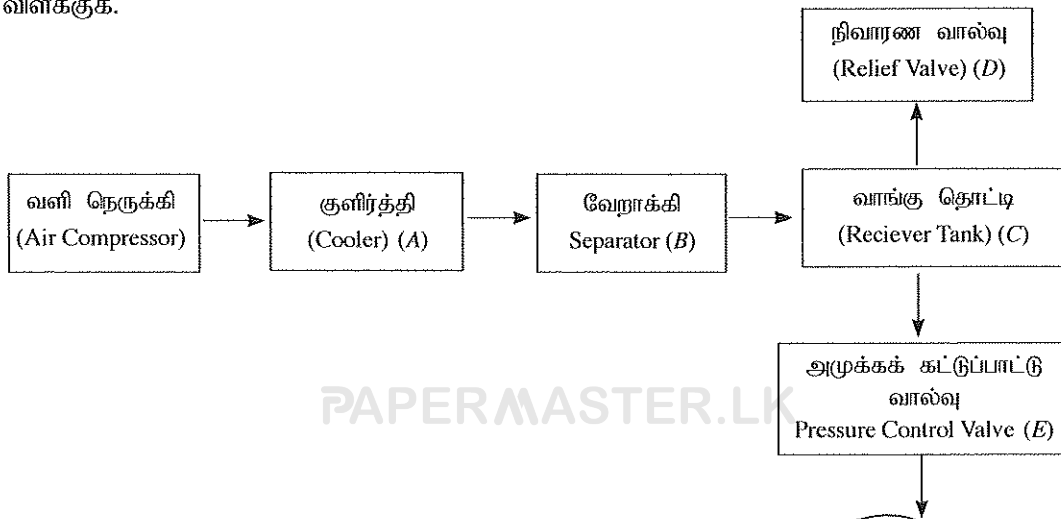 விளக்குக.
நிவாரண வால்வு
(Relief Valve) (D)
வளி நெருக்கி
(Air Compressor)
குளிர்த்தி
(Cooler) (A)
வேறாக்கி
Separator (B)
வாங்கு தொட்டி
(Reciever Tank) (C)
அமுக்கக் கட்டுப்பாட்டு
வால்வு
Pressure Control Valve (E)
PAPERMASTER.LK